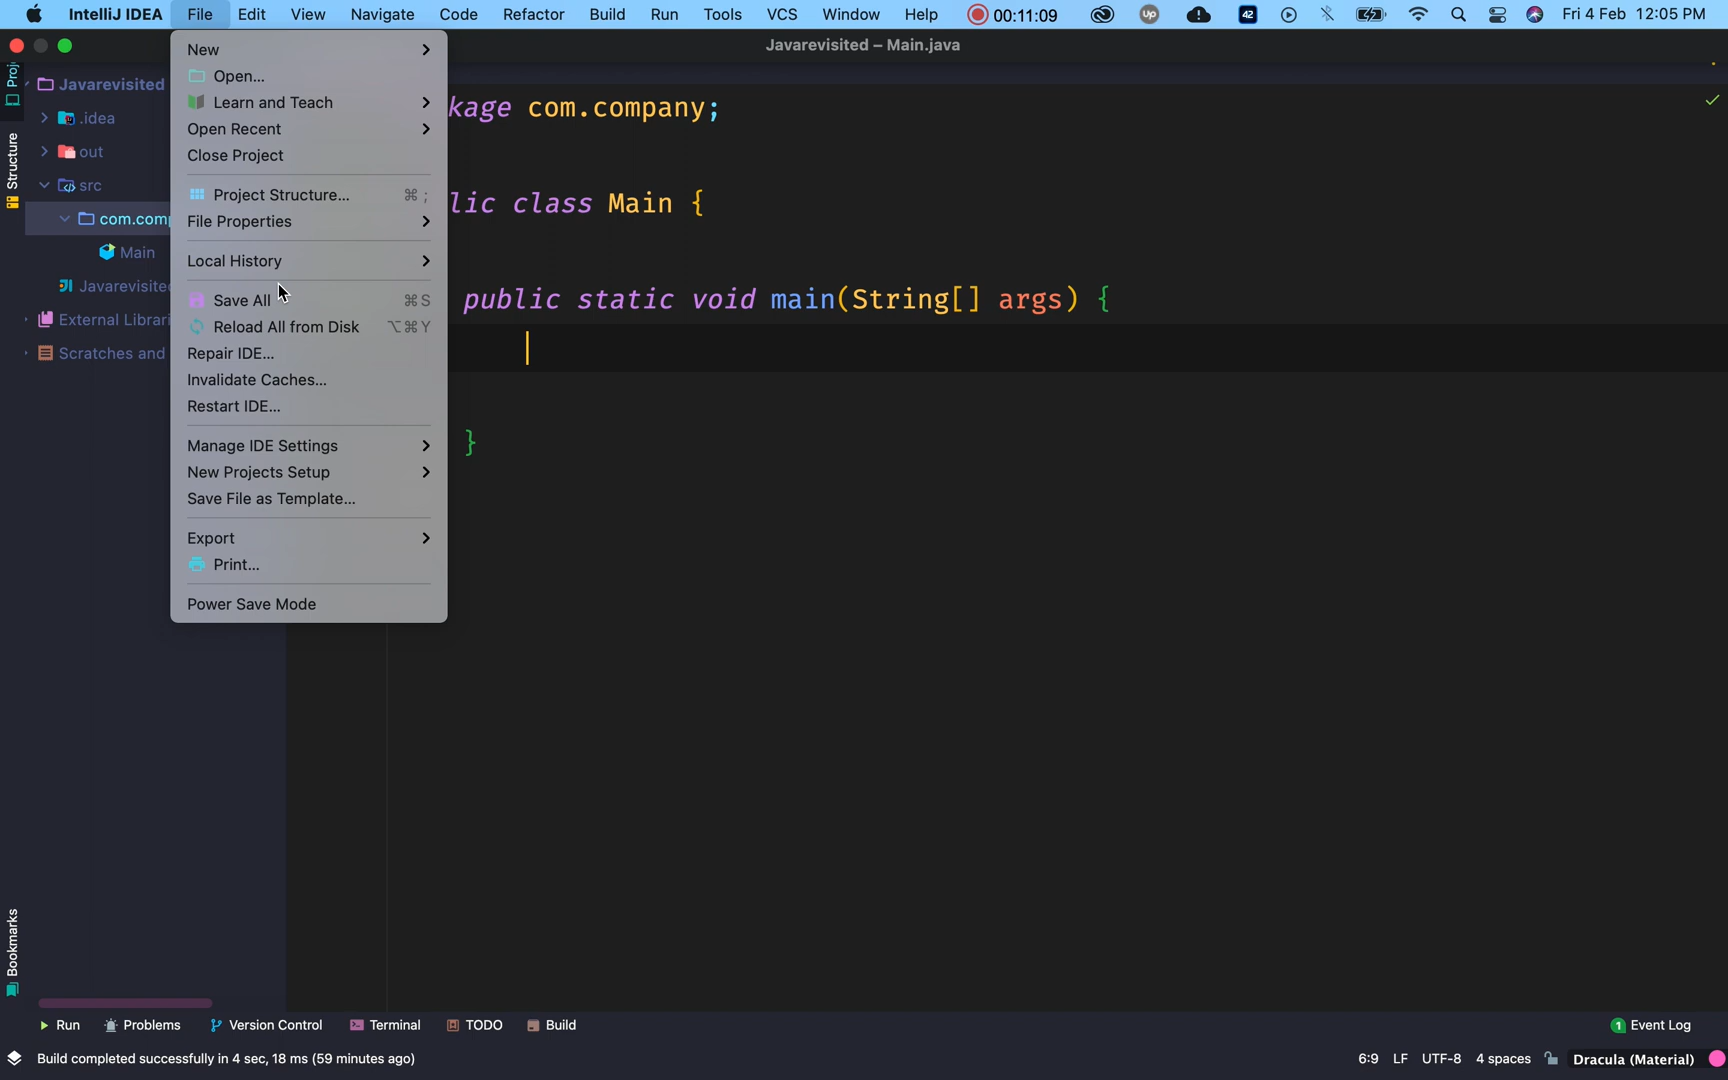 IntelliJ IDEA File Edit View Navigate Code Refactor Build Run Tools VCS Window Help 00:11:09 Up 42 Fri 4 Feb 12:05 PM
Javarevisited – Main.java
New
Open...
Learn and Teach
Open Recent
Close Project
Project Structure... ⌘ ;
File Properties
Local History
Save All ⌘ S
Reload All from Disk ⌥⌘ Y
Repair IDE...
Invalidate Caches...
Restart IDE...
Manage IDE Settings
New Projects Setup
Save File as Template...
Export
Print...
Power Save Mode
Proj
Structure
Bookmarks
Javarevisited
.idea
out
src
com.comp
Main
Javarevisited
External Librari
Scratches and
kage com.company;
lic class Main {
public static void main(String[] args) {
}
Run Problems Version Control Terminal TODO Build 1 Event Log
Build completed successfully in 4 sec, 18 ms (59 minutes ago) 6:9 LF UTF-8 4 spaces Dracula (Material)